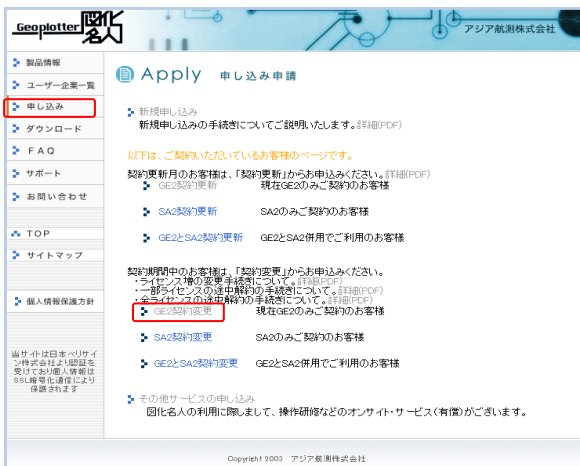 Geoplotter 図化名人
アジア航測株式会社
製品情報
ユーザー企業一覧
申し込み
ダウンロード
FAQ
サポート
お問い合わせ
TOP
サイトマップ
個人情報保護方針
当サイトは日本ベリサイ
ン株式会社より認証を
受けており個人情報は
SSL暗号化通信により
保護されます
Apply 申し込み申請
新規申し込み
新規申し込みの手続きについてご説明いたします。詳細(PDF)
以下は、ご契約いただいているお客様のページです。
契約更新月のお客様は、「契約更新」からお申込みください。詳細(PDF)
GE2契約更新 現在GE2のみご契約のお客様
SA2契約更新 SA2のみご契約のお客様
GE2とSA2契約更新 GE2とSA2併用でご利用のお客様
契約期間中のお客様は、「契約変更」からお申込みください。
・ライセンス増の変更手続きについて。詳細(PDF)
・一部ライセンスの途中解約の手続きについて。詳細(PDF)
・全ライセンスの途中解約の手続きについて。詳細(PDF)
GE2契約変更 現在GE2のみご契約のお客様
SA2契約変更 SA2のみご契約のお客様
GE2とSA2契約変更 GE2とSA2併用でご利用のお客様
その他サービスの申し込み
図化名人の利用に際しまして、操作研修などのオンサイト・サービス(有償)がございます。
Copyright 2003 アジア航測株式会社